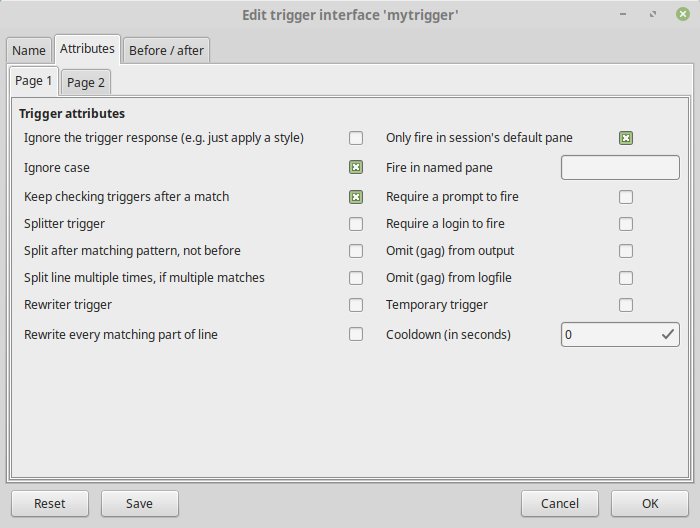 Edit trigger interface 'mytrigger'
Name Attributes Before / after
Page 1 Page 2
Trigger attributes
Ignore the trigger response (e.g. just apply a style) Only fire in session's default pane
Ignore case Fire in named pane
Keep checking triggers after a match Require a prompt to fire
Splitter trigger Require a login to fire
Split after matching pattern, not before Omit (gag) from output
Split line multiple times, if multiple matches Omit (gag) from logfile
Rewriter trigger Temporary trigger
Rewrite every matching part of line Cooldown (in seconds) 0
Reset Save Cancel OK